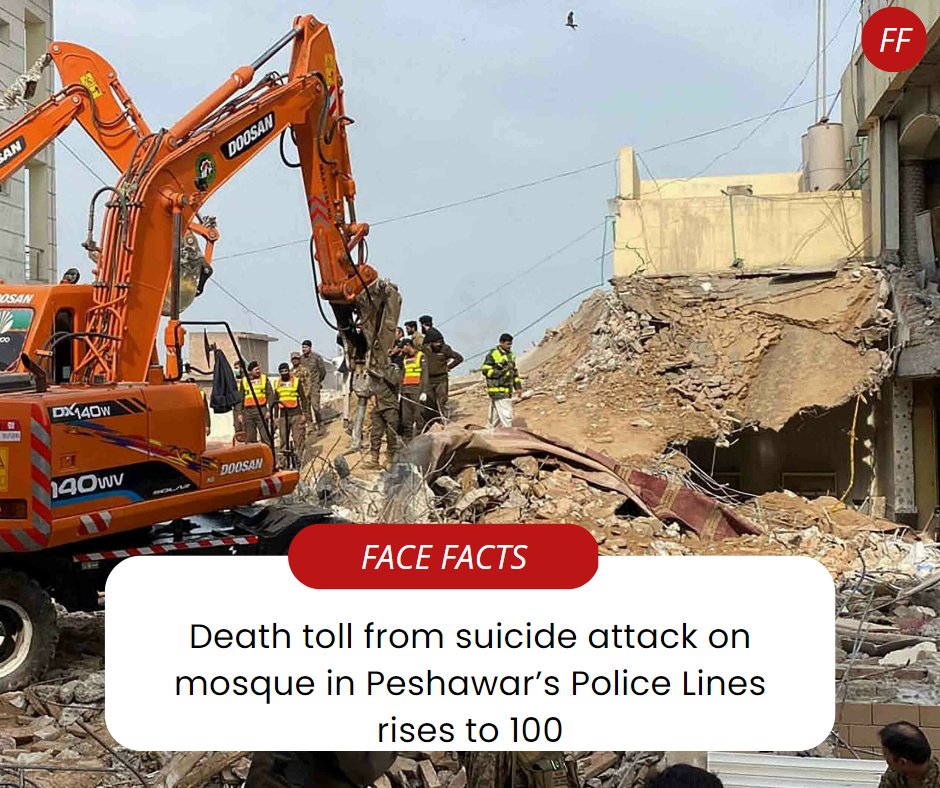 FF
DOOSAN
DOOSAN
DX140W
DOOSAN
140WV
SOLAR
FACE FACTS
Death toll from suicide attack on
mosque in Peshawar’s Police Lines
rises to 100